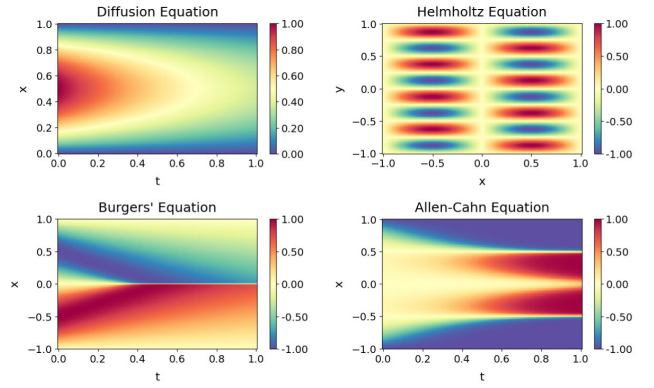 Diffusion Equation
1.0
0.8
0.6
0.4
0.2
0.0
x
0.0 0.2 0.4 0.6 0.8 1.0
t
1.00
0.80
0.60
0.40
0.20
0.00
Helmholtz Equation
1.0
0.5
0.0
−0.5
−1.0
y
−1.0 −0.5 0.0 0.5 1.0
x
1.00
0.50
0.00
-0.50
-1.00
Burgers' Equation
1.0
0.5
0.0
−0.5
−1.0
x
0.0 0.2 0.4 0.6 0.8 1.0
t
1.00
0.50
0.00
-0.50
-1.00
Allen-Cahn Equation
1.0
0.5
0.0
−0.5
−1.0
x
0.0 0.2 0.4 0.6 0.8 1.0
t
1.00
0.50
0.00
-0.50
-1.00